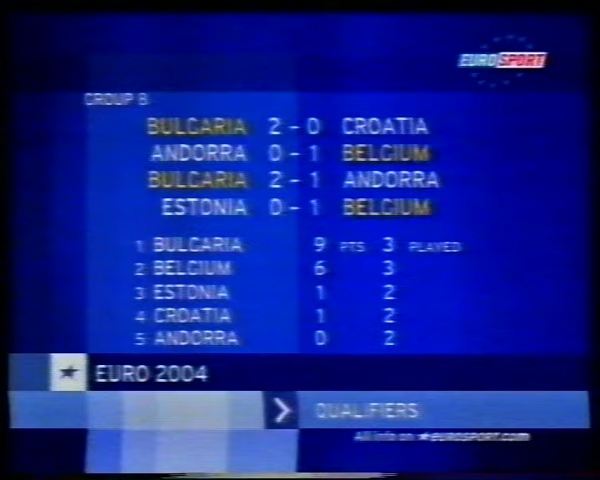 EUROSPORT
GROUP 8
BULGARIA 2 - 0 CROATIA
ANDORRA 0 - 1 BELGIUM
BULGARIA 2 - 1 ANDORRA
ESTONIA 0 - 1 BELGIUM
1 BULGARIA 9 PTS 3 PLAYED
2 BELGIUM 6 3
3 ESTONIA 1 2
4 CROATIA 1 2
5 ANDORRA 0 2
EURO 2004
QUALIFIERS
All info on eurosport.com